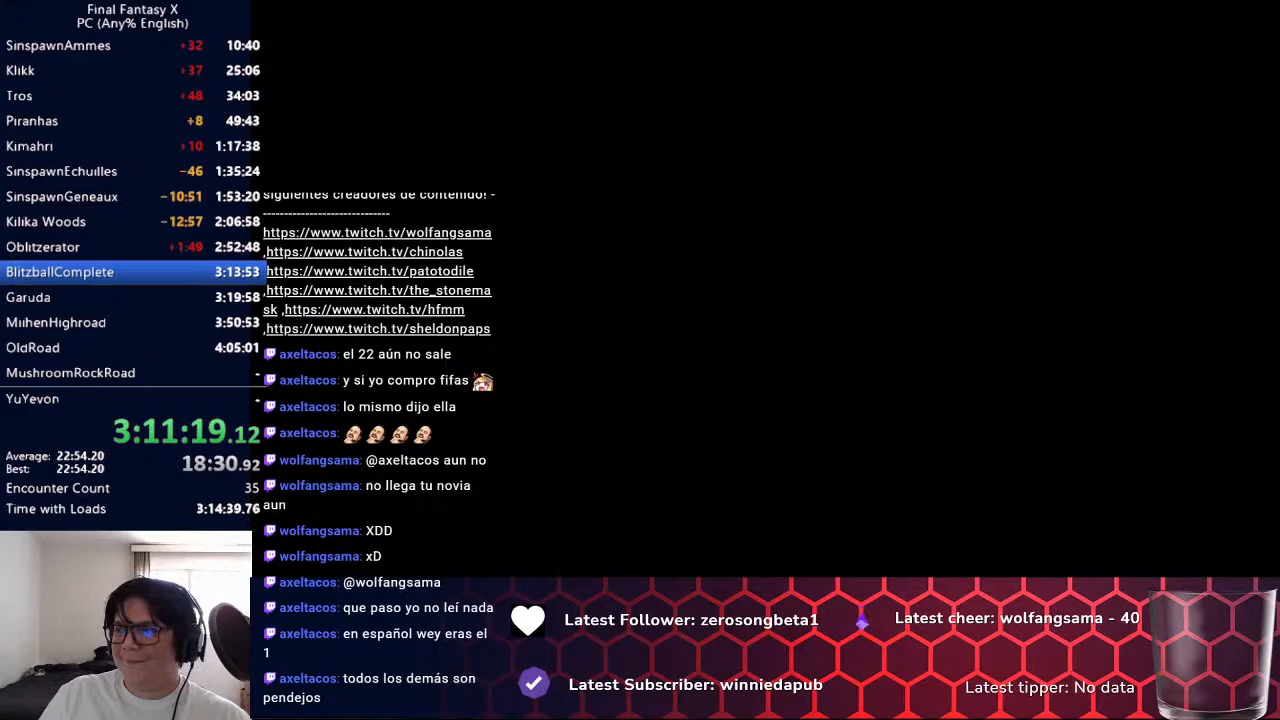 Final Fantasy X
PC (Any% English)
SinspawnAmmes +32 10:40
Klikk +37 25:06
Tros +48 34:03
Piranhas +8 49:43
Kimahri +10 1:17:38
SinspawnEchuilles −46 1:35:24
SinspawnGeneaux −10:51 1:53:20
Kilika Woods −12:57 2:06:58
Oblitzerator +1:49 2:52:48
BlitzballComplete 3:13:53
Garuda 3:19:58
MiihenHighroad 3:50:53
OldRoad 4:05:01
MushroomRockRoad -
YuYevon -
3:11:19.12
Average: 22:54.20
Best: 22:54.20
18:30.92
Encounter Count 35
Time with Loads 3:14:39.76
siguientes creadores de contenido! -
------------------------------
https://www.twitch.tv/wolfangsama
,https://www.twitch.tv/chinolas
,https://www.twitch.tv/patotodile
,https://www.twitch.tv/the_stonema
sk ,https://www.twitch.tv/hfmm
,https://www.twitch.tv/sheldonpaps
axeltacos: el 22 aún no sale
axeltacos: y si yo compro fifas
axeltacos: lo mismo dijo ella
axeltacos:
wolfangsama: @axeltacos aun no
wolfangsama: no llega tu novia
aun
wolfangsama: XDD
wolfangsama: xD
axeltacos: @wolfangsama
axeltacos: que paso yo no leí nada
axeltacos: en español wey eras el
1
axeltacos: todos los demás son
pendejos
Latest Follower: zerosongbeta1
Latest cheer: wolfangsama - 40
Latest Subscriber: winniedapub
Latest tipper: No data